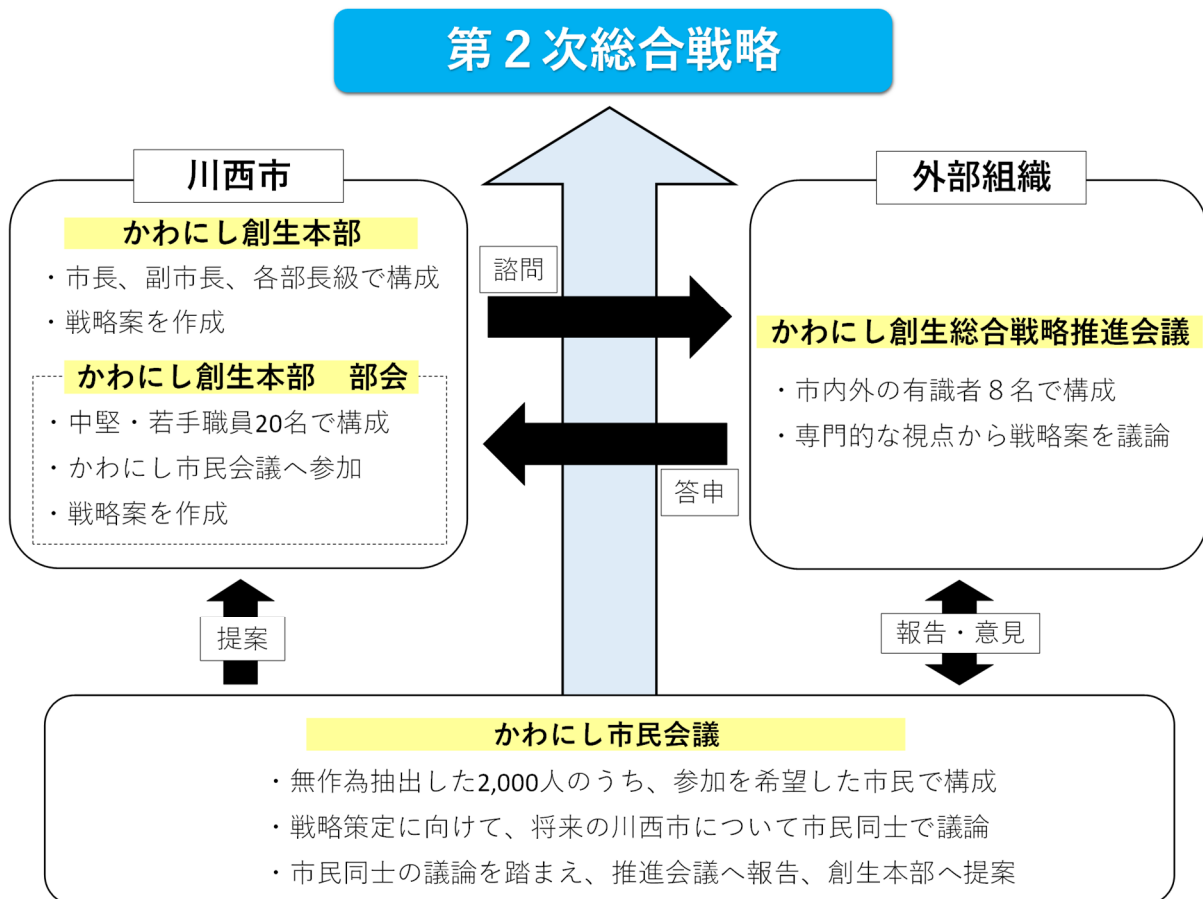 第２次総合戦略
川西市
かわにし創生本部
・市長、副市長、各部長級で構成
・戦略案を作成
かわにし創生本部　部会
・中堅・若手職員20名で構成
・かわにし市民会議へ参加
・戦略案を作成
諮問
答申
外部組織
かわにし創生総合戦略推進会議
・市内外の有識者８名で構成
・専門的な視点から戦略案を議論
提案
報告・意見
かわにし市民会議
・無作為抽出した2,000人のうち、参加を希望した市民で構成
・戦略策定に向けて、将来の川西市について市民同士で議論
・市民同士の議論を踏まえ、推進会議へ報告、創生本部へ提案